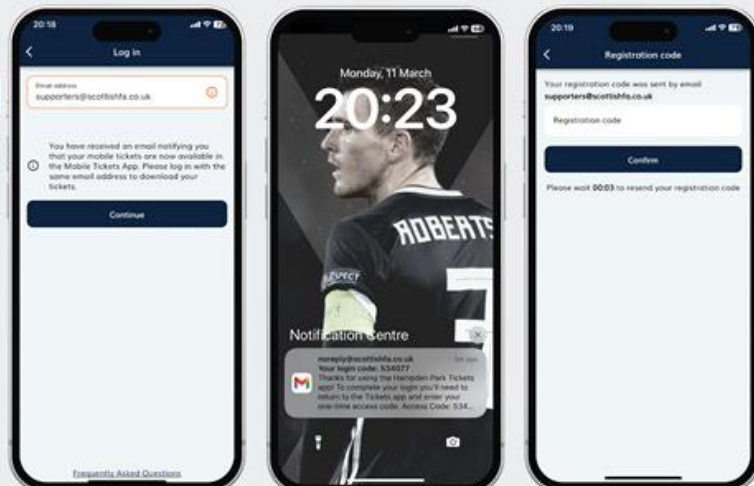 20:18
Log in
Email address
supporters@scottishfa.co.uk
You have received an email notifying you
that your mobile tickets are now available in
the Mobile Tickets App. Please log in with the
same email address to download your
tickets.
Continue
Frequently Asked Questions
Monday, 11 March
20:23
ROBERTS
RESPECT
7
Notification Centre
noreply@scottishfa.co.uk
Your login code: 534077
Thanks for using the Hampden Park Tickets
app! To complete your login you'll need to
return to the Tickets app and enter your
one-time access code: Access Code: 534...
20:19
Registration code
Your registration code was sent by email
supporters@scottishfa.co.uk
Registration code
Confirm
Please wait 00:03 to resend your registration code